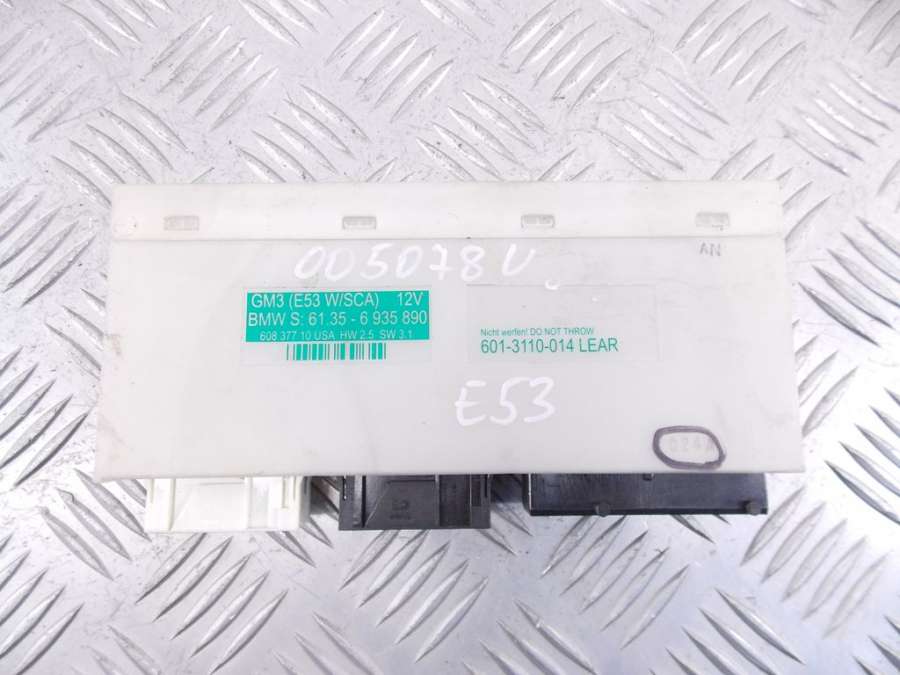 AN
005078U
GM3 (E53 W/SCA) 12V
BMW S: 61.35 - 6 935 890
608 377 10 USA HW 2.5 SW 3.1
Nicht werfen! DO NOT THROW
601-3110-014 LEAR
E53